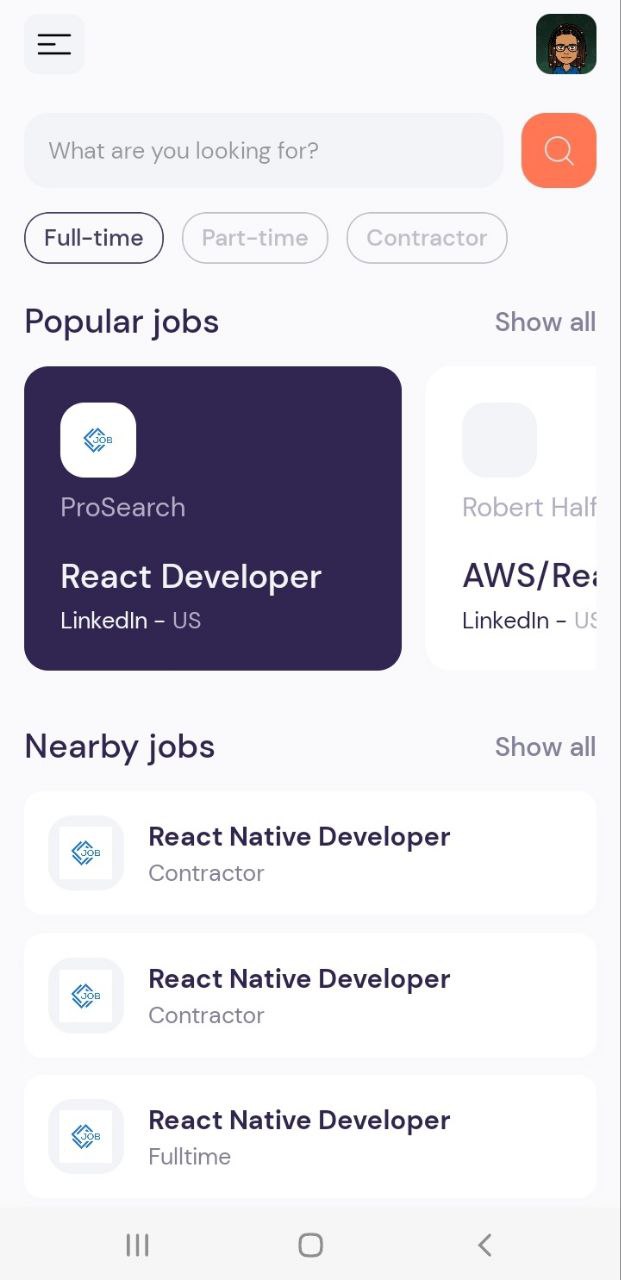 What are you looking for?
Full-time Part-time Contractor
Popular jobs Show all
JOB
ProSearch
React Developer
LinkedIn - US
Robert Half
AWS/Rea
LinkedIn - US
Nearby jobs Show all
JOB
React Native Developer
Contractor
JOB
React Native Developer
Contractor
JOB
React Native Developer
Fulltime